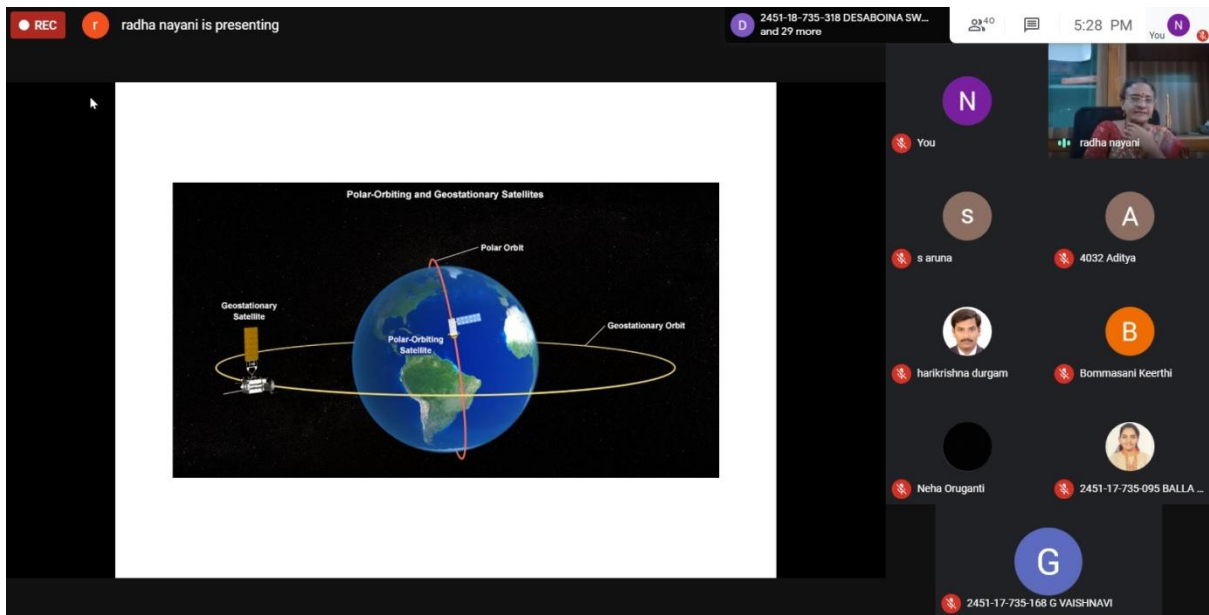 REC
r
radha nayani is presenting
D
2451-18-735-318 DESABOINA SW...
and 29 more
40
5:28 PM
You
N
Polar-Orbiting and Geostationary Satellites
Polar Orbit
Geostationary
Satellite
Geostationary Orbit
Polar-Orbiting
Satellite
N
You
radha nayani
s
s aruna
A
4032 Aditya
harikrishna durgam
B
Bommasani Keerthi
Neha Oruganti
2451-17-735-095 BALLA ...
G
2451-17-735-168 G VAISHNAVI